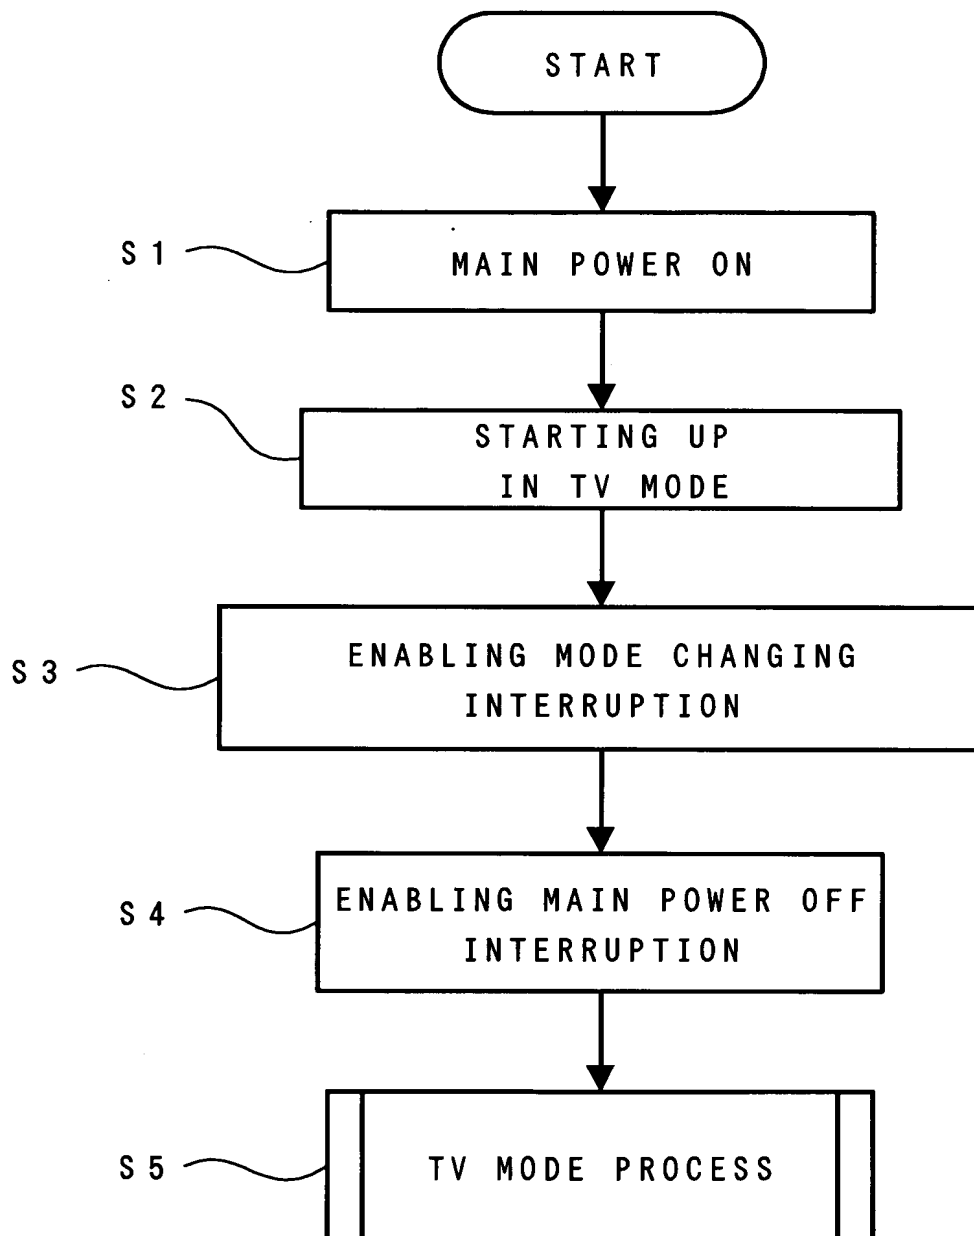 START
S1
MAIN POWER ON
S2
STARTING UP
IN TV MODE
S3
ENABLING MODE CHANGING
INTERRUPTION
S4
ENABLING MAIN POWER OFF
INTERRUPTION
S5
TV MODE PROCESS